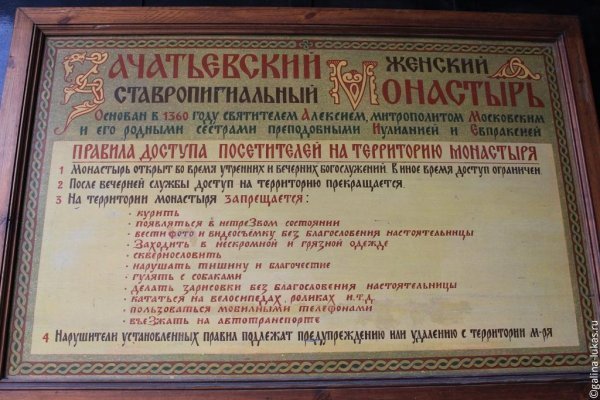 Зачатьевский
ставропигиальный
женский
Монастырь
Основан в 1360 году святителем Алексием, митрополитом Московским
и его родными сестрами преподобными Иулианией и Евпраксией
Правила доступа посетителей на территорию монастыря
1 Монастырь открыт во время утренних и вечерних богослужений. В иное время доступ ограничен.
2 После вечерней службы доступ на территорию прекращается.
3 На территории монастыря запрещается:
· курить
· появляться в нетрезвом состоянии
· вести фото и видеосъемку без благословения настоятельницы
· Заходить в нескромной и грязной одежде
· сквернословить
· нарушать тишину и благочестие
· гулять с собаками
· делать зарисовки без благословения настоятельницы
· кататься на велосипедах, роликах и.т.д.
· пользоваться мобильными телефонами
· въезжать на автотранспорте
4 Нарушители установленных правил подлежат предупреждению или удалению с территории м-ря
©galina-lukas.ru